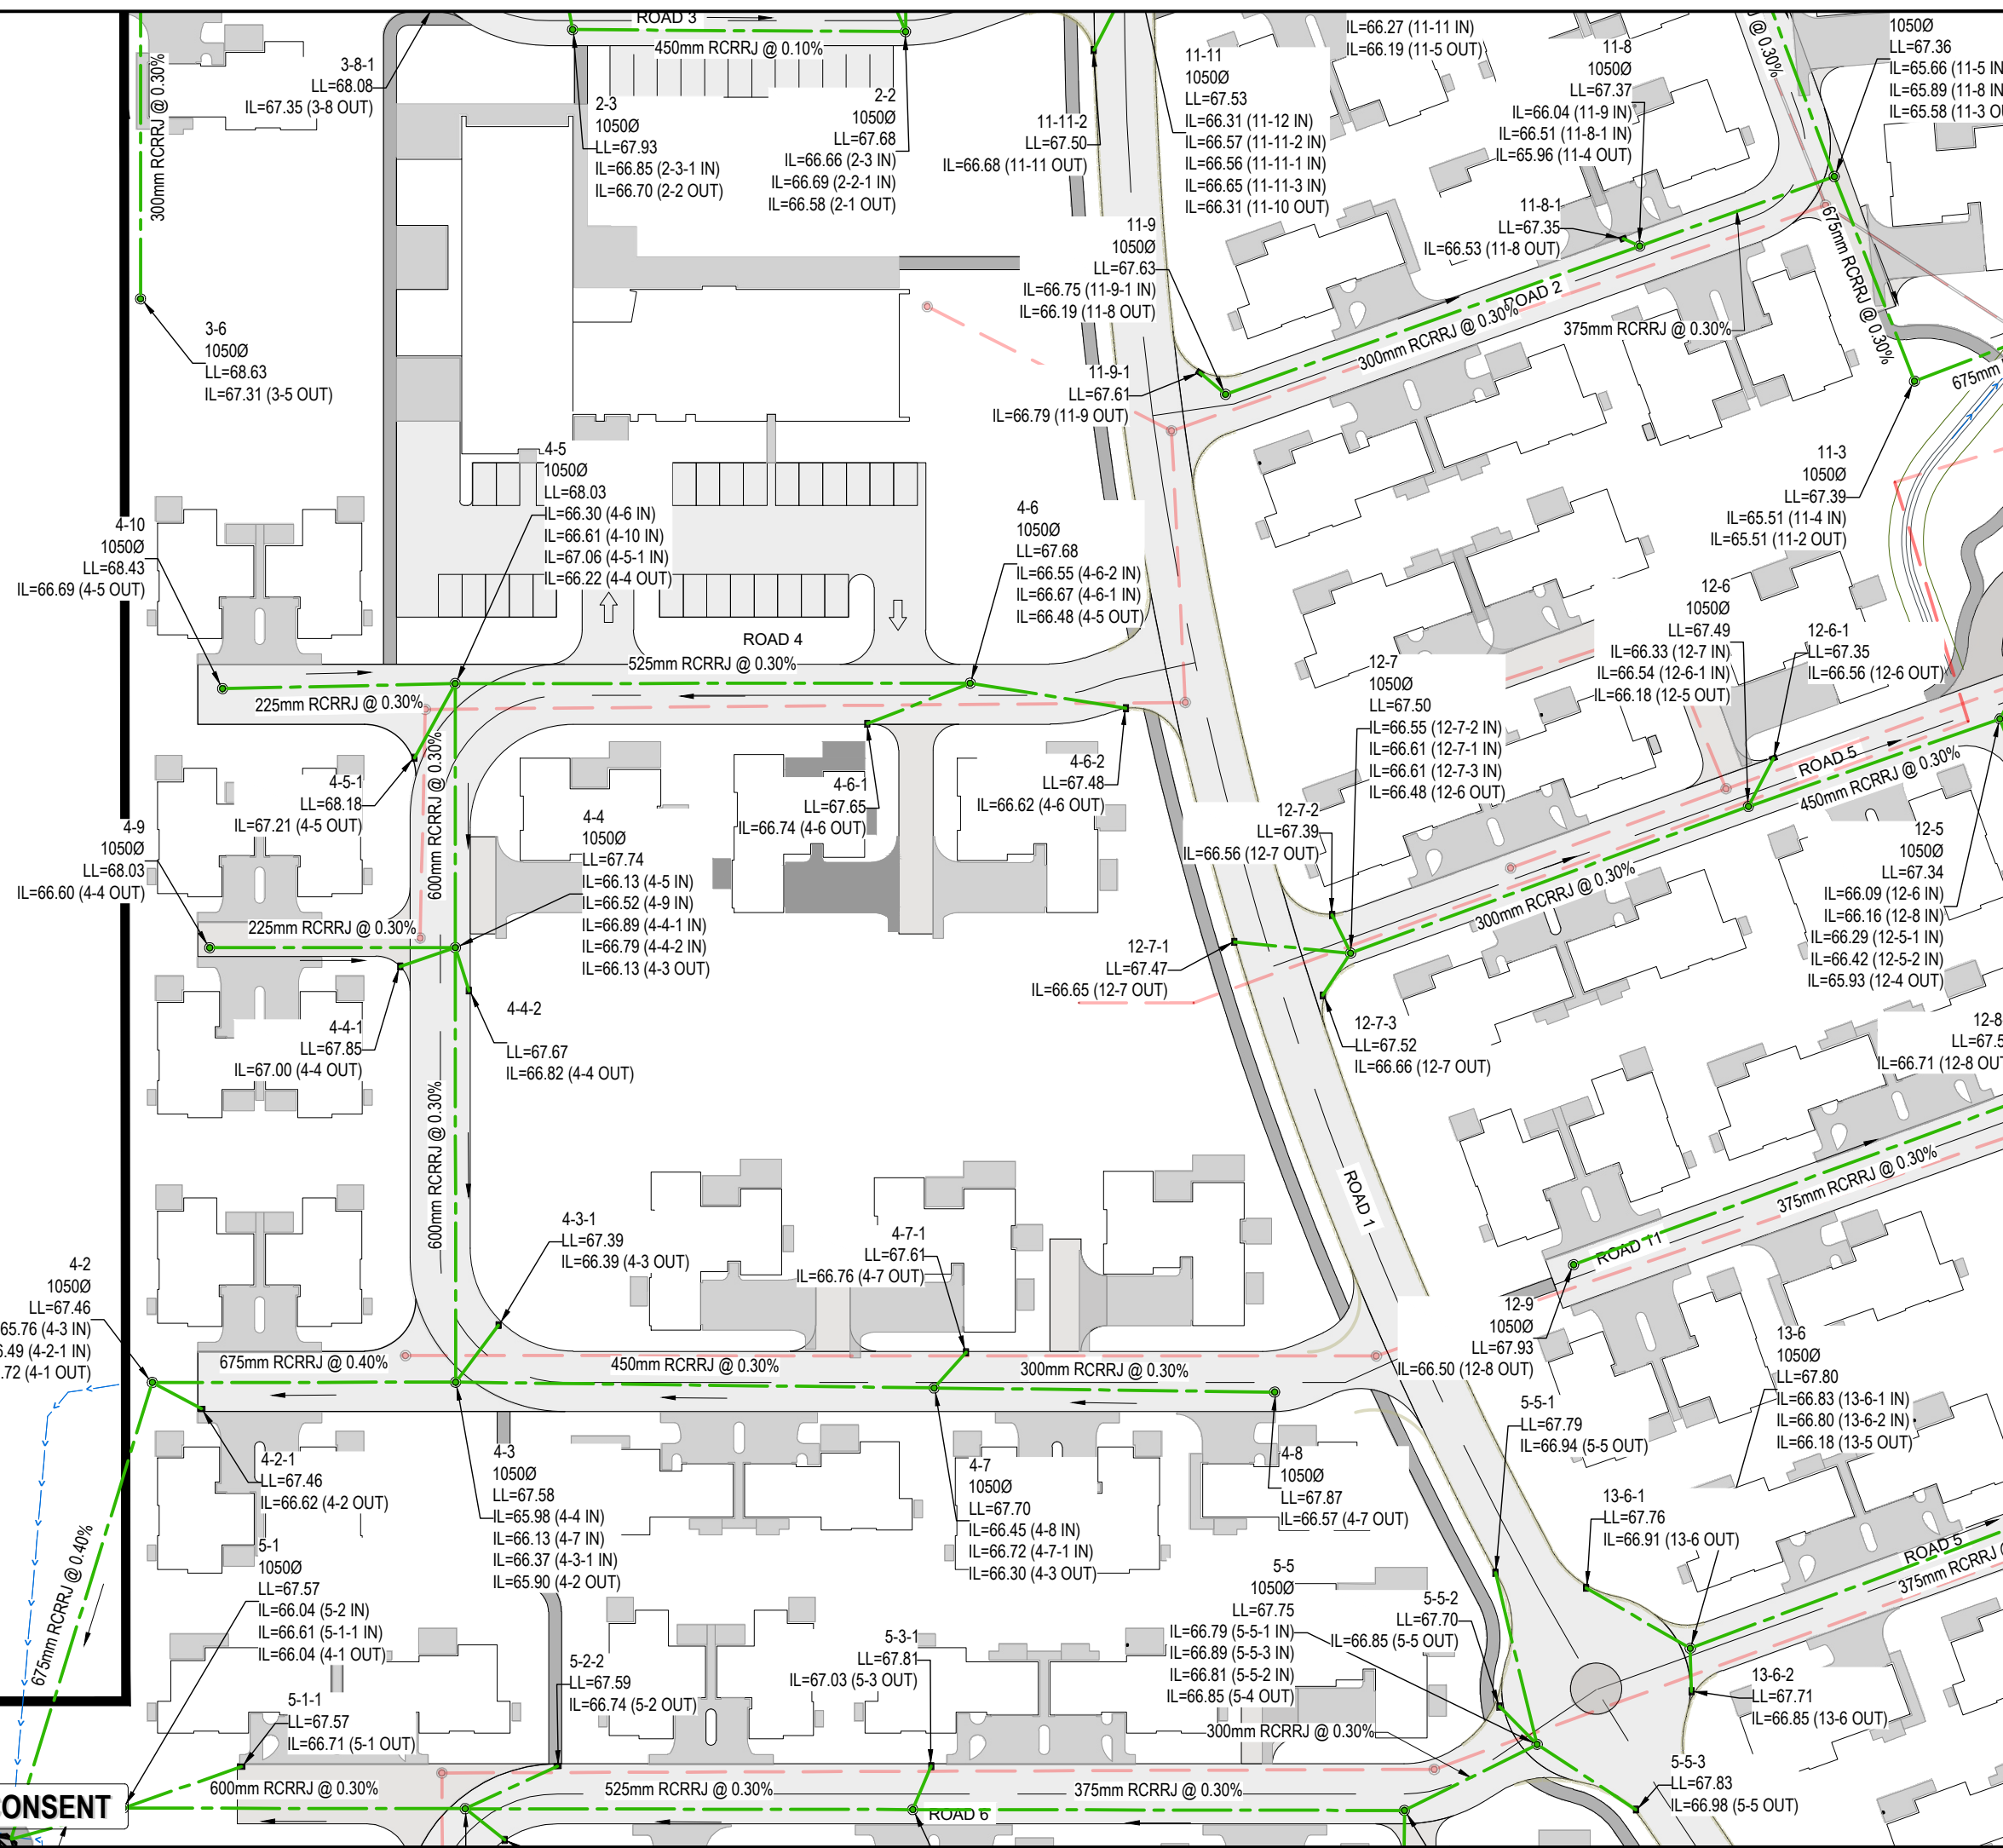 ROAD 3
450mm RCRRJ @ 0.10%
300mm RCRRJ @ 0.30%
3-8-1
LL=68.08
IL=67.35 (3-8 OUT)
2-3
1050Ø
LL=67.93
IL=66.85 (2-3-1 IN)
IL=66.70 (2-2 OUT)
2-2
1050Ø
LL=67.68
IL=66.66 (2-3 IN)
IL=66.69 (2-2-1 IN)
IL=66.58 (2-1 OUT)
11-11-2
LL=67.50
IL=66.68 (11-11 OUT)
11-11
1050Ø
LL=67.53
IL=66.31 (11-12 IN)
IL=66.57 (11-11-2 IN)
IL=66.56 (11-11-1 IN)
IL=66.65 (11-11-3 IN)
IL=66.31 (11-10 OUT)
IL=66.27 (11-11 IN)
IL=66.19 (11-5 OUT)
11-8
1050Ø
LL=67.37
IL=66.04 (11-9 IN)
IL=66.51 (11-8-1 IN)
IL=65.96 (11-4 OUT)
@ 0.30%
1050Ø
LL=67.36
IL=65.66 (11-5 IN
IL=65.89 (11-8 IN
IL=65.58 (11-3 O
11-8-1
LL=67.35
IL=66.53 (11-8 OUT)
11-9
1050Ø
LL=67.63
IL=66.75 (11-9-1 IN)
IL=66.19 (11-8 OUT)
ROAD 2
300mm RCRRJ @ 0.30%
375mm RCRRJ @ 0.30%
675mm RCRRJ @ 0.30%
675mm
3-6
1050Ø
LL=68.63
IL=67.31 (3-5 OUT)
11-9-1
LL=67.61
IL=66.79 (11-9 OUT)
11-3
1050Ø
LL=67.39
IL=65.51 (11-4 IN)
IL=65.51 (11-2 OUT)
4-5
1050Ø
LL=68.03
IL=66.30 (4-6 IN)
IL=66.61 (4-10 IN)
IL=67.06 (4-5-1 IN)
IL=66.22 (4-4 OUT)
4-10
1050Ø
LL=68.43
IL=66.69 (4-5 OUT)
4-6
1050Ø
LL=67.68
IL=66.55 (4-6-2 IN)
IL=66.67 (4-6-1 IN)
IL=66.48 (4-5 OUT)
ROAD 4
525mm RCRRJ @ 0.30%
225mm RCRRJ @ 0.30%
600mm RCRRJ @ 0.30%
12-7
1050Ø
LL=67.50
IL=66.55 (12-7-2 IN)
IL=66.61 (12-7-1 IN)
IL=66.61 (12-7-3 IN)
IL=66.48 (12-6 OUT)
12-6
1050Ø
LL=67.49
IL=66.33 (12-7 IN)
IL=66.54 (12-6-1 IN)
IL=66.18 (12-5 OUT)
12-6-1
LL=67.35
IL=66.56 (12-6 OUT)
ROAD 5
450mm RCRRJ @ 0.30%
4-5-1
LL=68.18
IL=67.21 (4-5 OUT)
4-6-1
LL=67.65
IL=66.74 (4-6 OUT)
4-6-2
LL=67.48
IL=66.62 (4-6 OUT)
12-7-2
LL=67.39
IL=66.56 (12-7 OUT)
4-9
1050Ø
LL=68.03
IL=66.60 (4-4 OUT)
4-4
1050Ø
LL=67.74
IL=66.13 (4-5 IN)
IL=66.52 (4-9 IN)
IL=66.89 (4-4-1 IN)
IL=66.79 (4-4-2 IN)
IL=66.13 (4-3 OUT)
225mm RCRRJ @ 0.30%
300mm RCRRJ @ 0.30%
12-5
1050Ø
LL=67.34
IL=66.09 (12-6 IN)
IL=66.16 (12-8 IN)
IL=66.29 (12-5-1 IN)
IL=66.42 (12-5-2 IN)
IL=65.93 (12-4 OUT)
12-7-1
LL=67.47
IL=66.65 (12-7 OUT)
4-4-1
LL=67.85
IL=67.00 (4-4 OUT)
4-4-2
LL=67.67
IL=66.82 (4-4 OUT)
12-7-3
LL=67.52
IL=66.66 (12-7 OUT)
12-8
LL=67.5
IL=66.71 (12-8 OUT
600mm RCRRJ @ 0.30%
ROAD 1
ROAD 11
375mm RCRRJ @ 0.30%
4-3-1
LL=67.39
IL=66.39 (4-3 OUT)
4-7-1
LL=67.61
IL=66.76 (4-7 OUT)
4-2
1050Ø
LL=67.46
65.76 (4-3 IN)
.49 (4-2-1 IN)
.72 (4-1 OUT)
675mm RCRRJ @ 0.40%
450mm RCRRJ @ 0.30%
300mm RCRRJ @ 0.30%
12-9
1050Ø
LL=67.93
IL=66.50 (12-8 OUT)
13-6
1050Ø
LL=67.80
IL=66.83 (13-6-1 IN)
IL=66.80 (13-6-2 IN)
IL=66.18 (13-5 OUT)
5-5-1
LL=67.79
IL=66.94 (5-5 OUT)
4-2-1
LL=67.46
IL=66.62 (4-2 OUT)
4-3
1050Ø
LL=67.58
IL=65.98 (4-4 IN)
IL=66.13 (4-7 IN)
IL=66.37 (4-3-1 IN)
IL=65.90 (4-2 OUT)
4-7
1050Ø
LL=67.70
IL=66.45 (4-8 IN)
IL=66.72 (4-7-1 IN)
IL=66.30 (4-3 OUT)
4-8
1050Ø
LL=67.87
IL=66.57 (4-7 OUT)
13-6-1
LL=67.76
IL=66.91 (13-6 OUT)
ROAD 5
375mm RCRRJ @
675mm RCRRJ @ 0.40%
5-1
1050Ø
LL=67.57
IL=66.04 (5-2 IN)
IL=66.61 (5-1-1 IN)
IL=66.04 (4-1 OUT)
5-5
1050Ø
LL=67.75
IL=66.79 (5-5-1 IN)
IL=66.89 (5-5-3 IN)
IL=66.81 (5-5-2 IN)
IL=66.85 (5-4 OUT)
5-5-2
LL=67.70
IL=66.85 (5-5 OUT)
5-2-2
LL=67.59
IL=66.74 (5-2 OUT)
5-3-1
LL=67.81
IL=67.03 (5-3 OUT)
13-6-2
LL=67.71
IL=66.85 (13-6 OUT)
5-1-1
LL=67.57
IL=66.71 (5-1 OUT)
300mm RCRRJ @ 0.30%
5-5-3
LL=67.83
IL=66.98 (5-5 OUT)
600mm RCRRJ @ 0.30%
525mm RCRRJ @ 0.30%
375mm RCRRJ @ 0.30%
ROAD 6
ONSENT